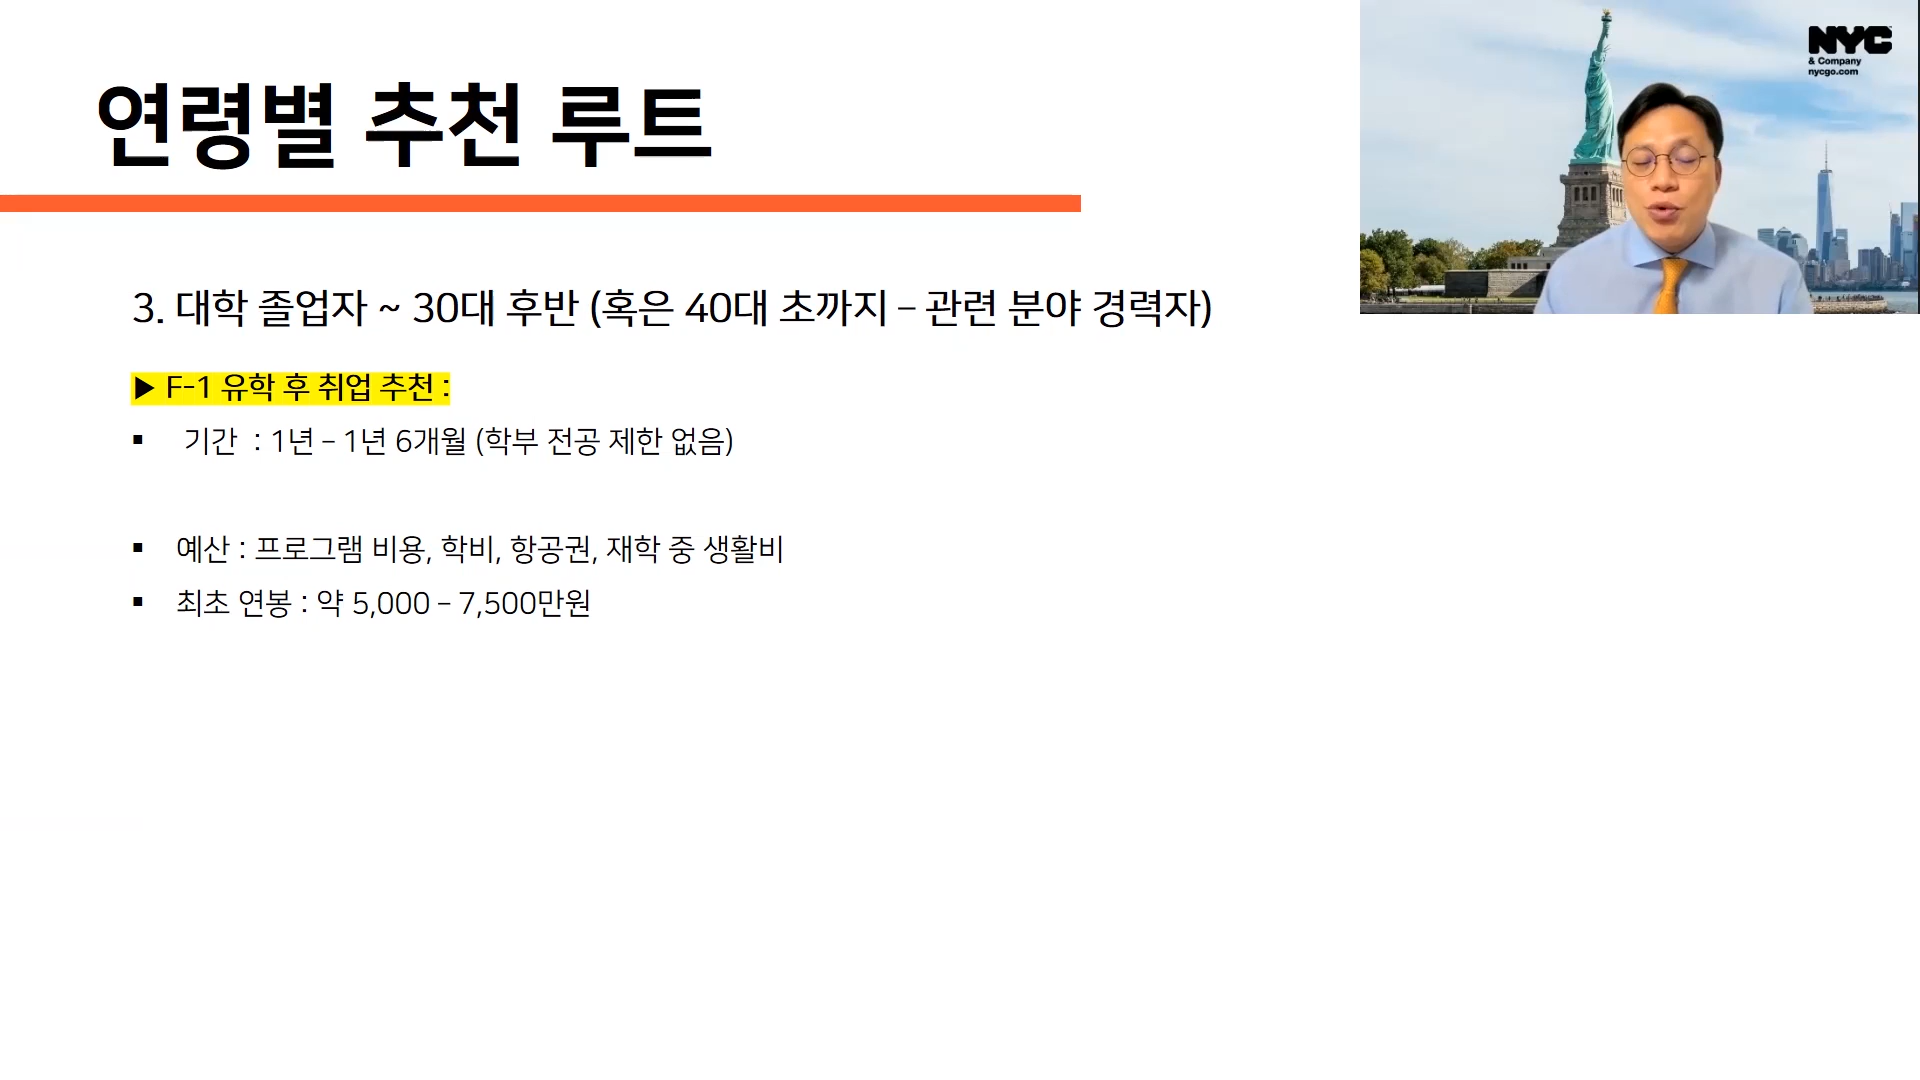 연령별 추천 루트
NYC
& Company
nycgo.com
3. 대학 졸업자 ~ 30대 후반 (혹은 40대 초까지 – 관련 분야 경력자)
▶ F-1 유학 후 취업 추천 :
▪ 기간 : 1년 – 1년 6개월 (학부 전공 제한 없음)
▪ 예산 : 프로그램 비용, 학비, 항공권, 재학 중 생활비
▪ 최초 연봉 : 약 5,000 – 7,500만원